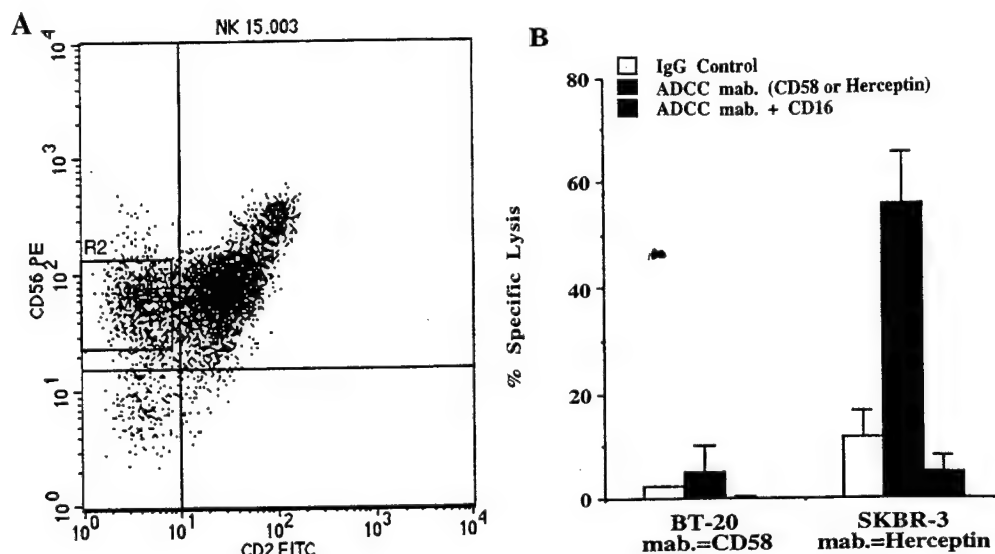 A
NK 15.003
10^4
10^3
10^2
10^1
10^0
CD56 PE
R2
10^0 10^1 10^2 10^3 10^4
CD2 FITC
B
IgG Control
ADCC mab. (CD58 or Herceptin)
ADCC mab. + CD16
80
60
40
20
0
% Specific Lysis
BT-20
mab.=CD58
SKBR-3
mab.=Herceptin